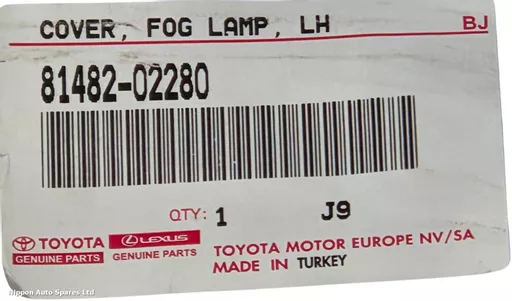 COVER, FOG LAMP, LH BJ
81482-02280
QTY: 1 J9
TOYOTA LEXUS
GENUINE PARTS GENUINE PARTS
TOYOTA MOTOR EUROPE NV/SA
MADE IN TURKEY
Nippon Auto Spares Ltd